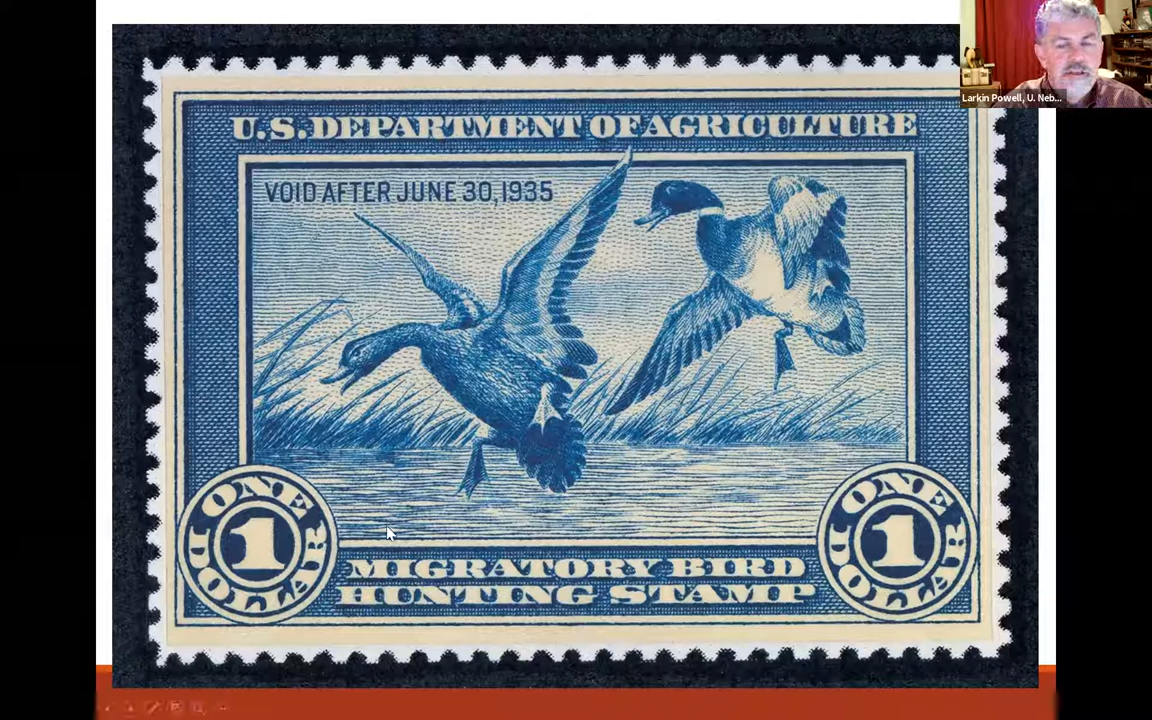 Larkin Powell, U. Neb...
U.S. DEPARTMENT OF AGRICULTURE
VOID AFTER JUNE 30, 1935
ONE
1
DOLLAR
ONE
1
DOLLAR
MIGRATORY BIRD
HUNTING STAMP